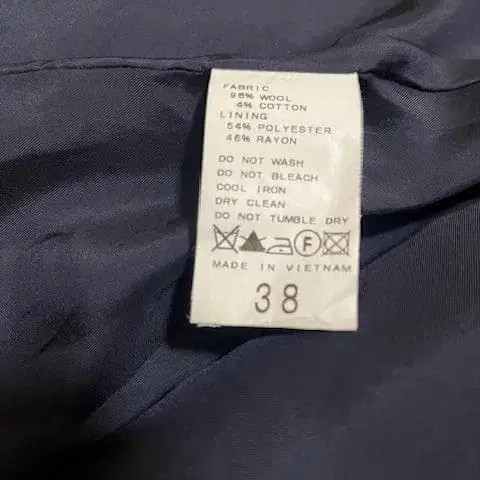 FABRIC
96% WOOL
4% COTTON
LINING
54% POLYESTER
46% RAYON
DO NOT WASH
DO NOT BLEACH
COOL IRON
DRY CLEAN
DO NOT TUMBLE DRY
F
MADE IN VIETNAM
38